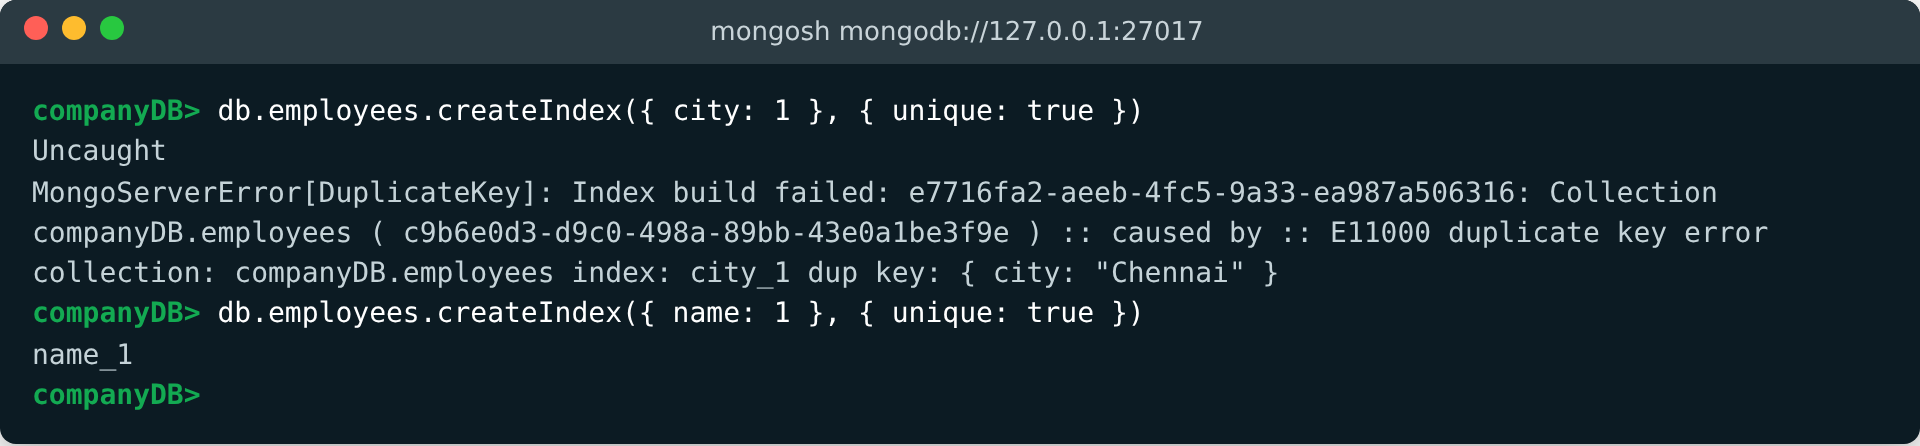 mongosh mongodb://127.0.0.1:27017
companyDB> db.employees.createIndex({ city: 1 }, { unique: true })
Uncaught
MongoServerError[DuplicateKey]: Index build failed: e7716fa2-aeeb-4fc5-9a33-ea987a506316: Collection
companyDB.employees ( c9b6e0d3-d9c0-498a-89bb-43e0a1be3f9e ) :: caused by :: E11000 duplicate key error
collection: companyDB.employees index: city_1 dup key: { city: "Chennai" }
companyDB> db.employees.createIndex({ name: 1 }, { unique: true })
name_1
companyDB>